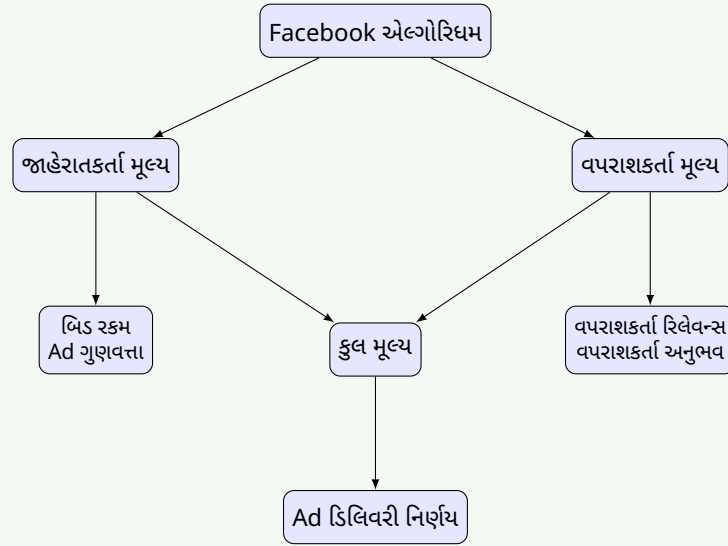 Facebook એલ્ગોરિધમ
જાહેરાતકર્તા મૂલ્ય
વપરાશકર્તા મૂલ્ય
બિડ રકમ
Ad ગુણવત્તા
કુલ મૂલ્ય
વપરાશકર્તા રિલેવન્સ
વપરાશકર્તા અનુભવ
Ad ડિલિવરી નિર્ણય